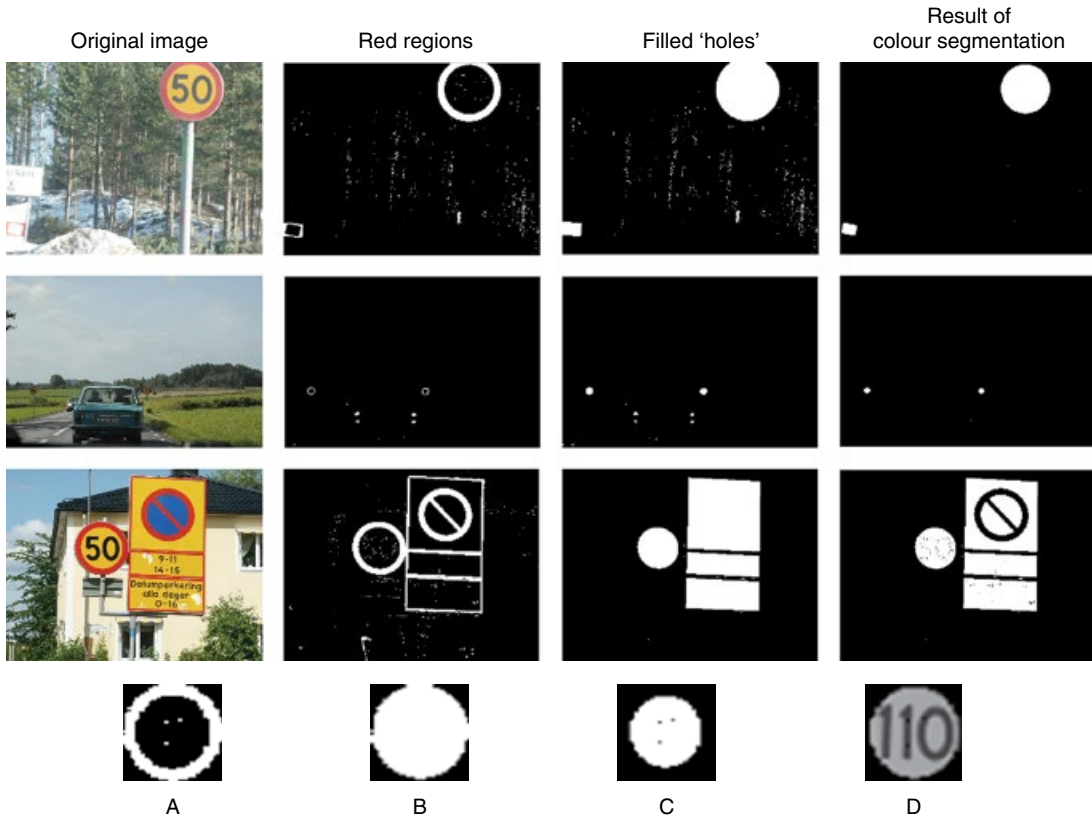 Original image
Red regions
Filled ‘holes’
Result of
colour segmentation
50
50
9-11
14-15
Datumparkering
alla dagar
0-16
110
A
B
C
D